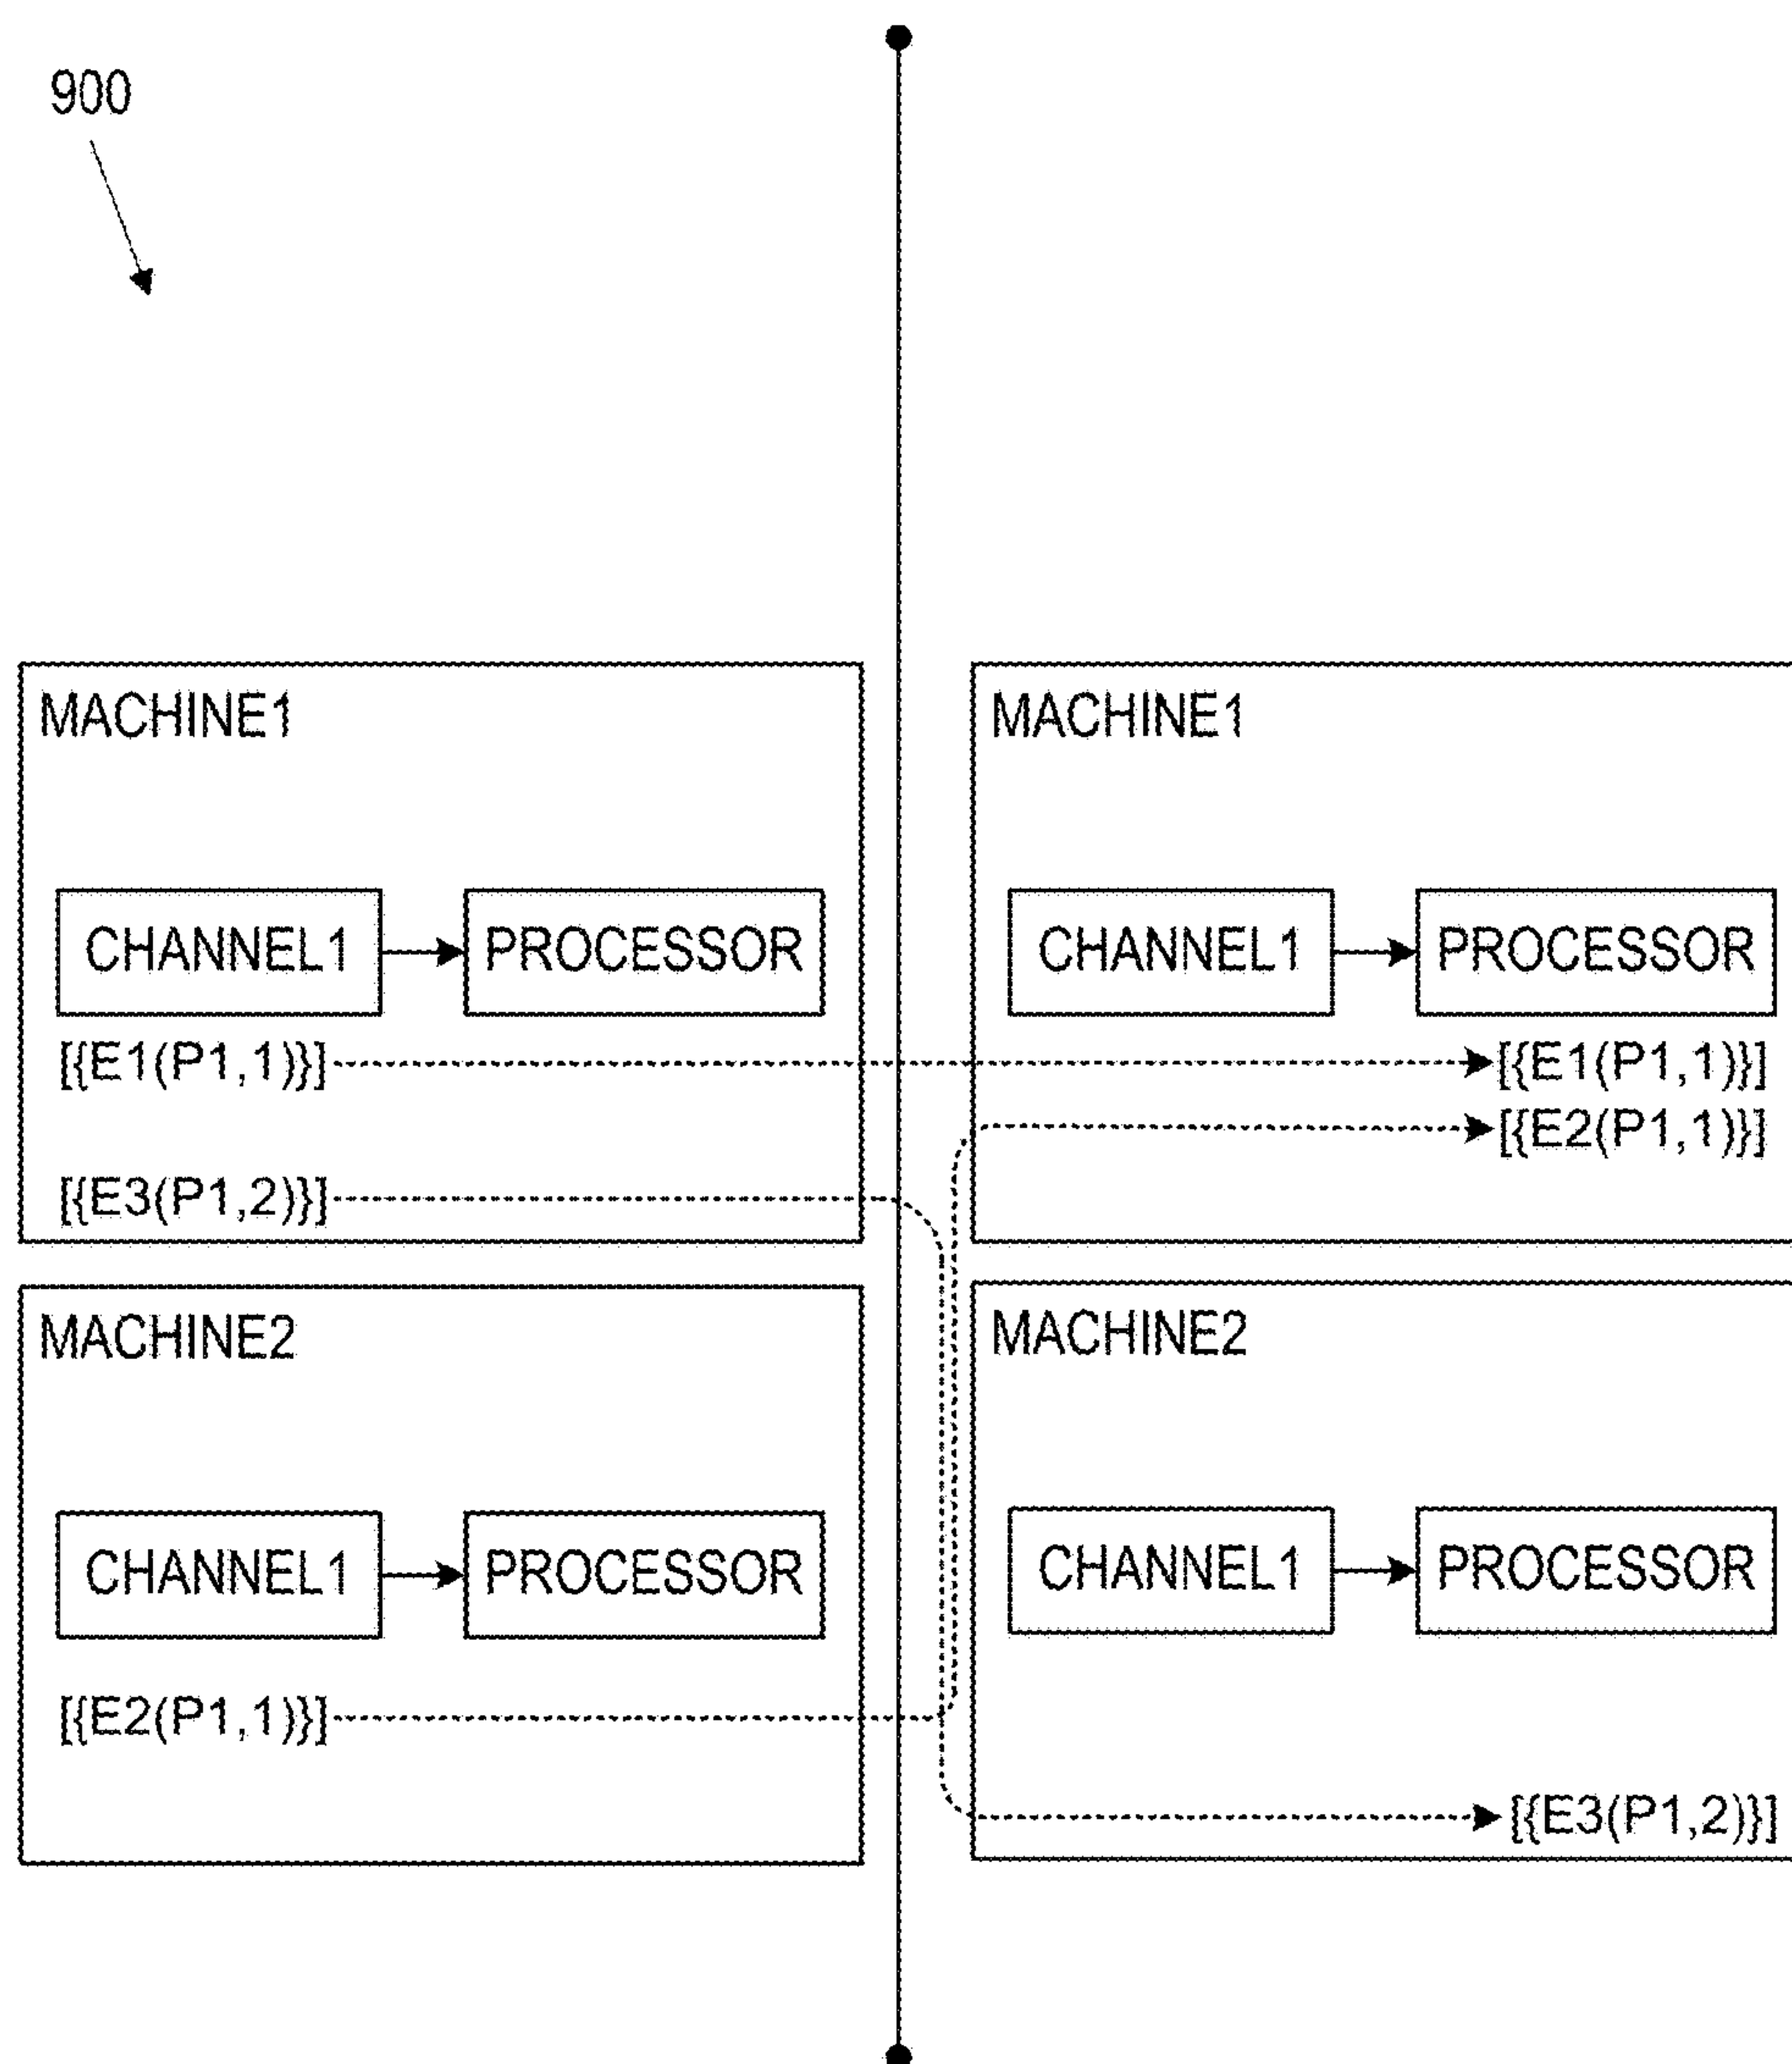 900
MACHINE1
CHANNEL1
PROCESSOR
[{E1(P1,1)}]
[{E3(P1,2)}]
MACHINE2
CHANNEL1
PROCESSOR
[{E2(P1,1)}]
MACHINE1
CHANNEL1
PROCESSOR
[{E1(P1,1)}]
[{E2(P1,1)}]
MACHINE2
CHANNEL1
PROCESSOR
[{E3(P1,2)}]